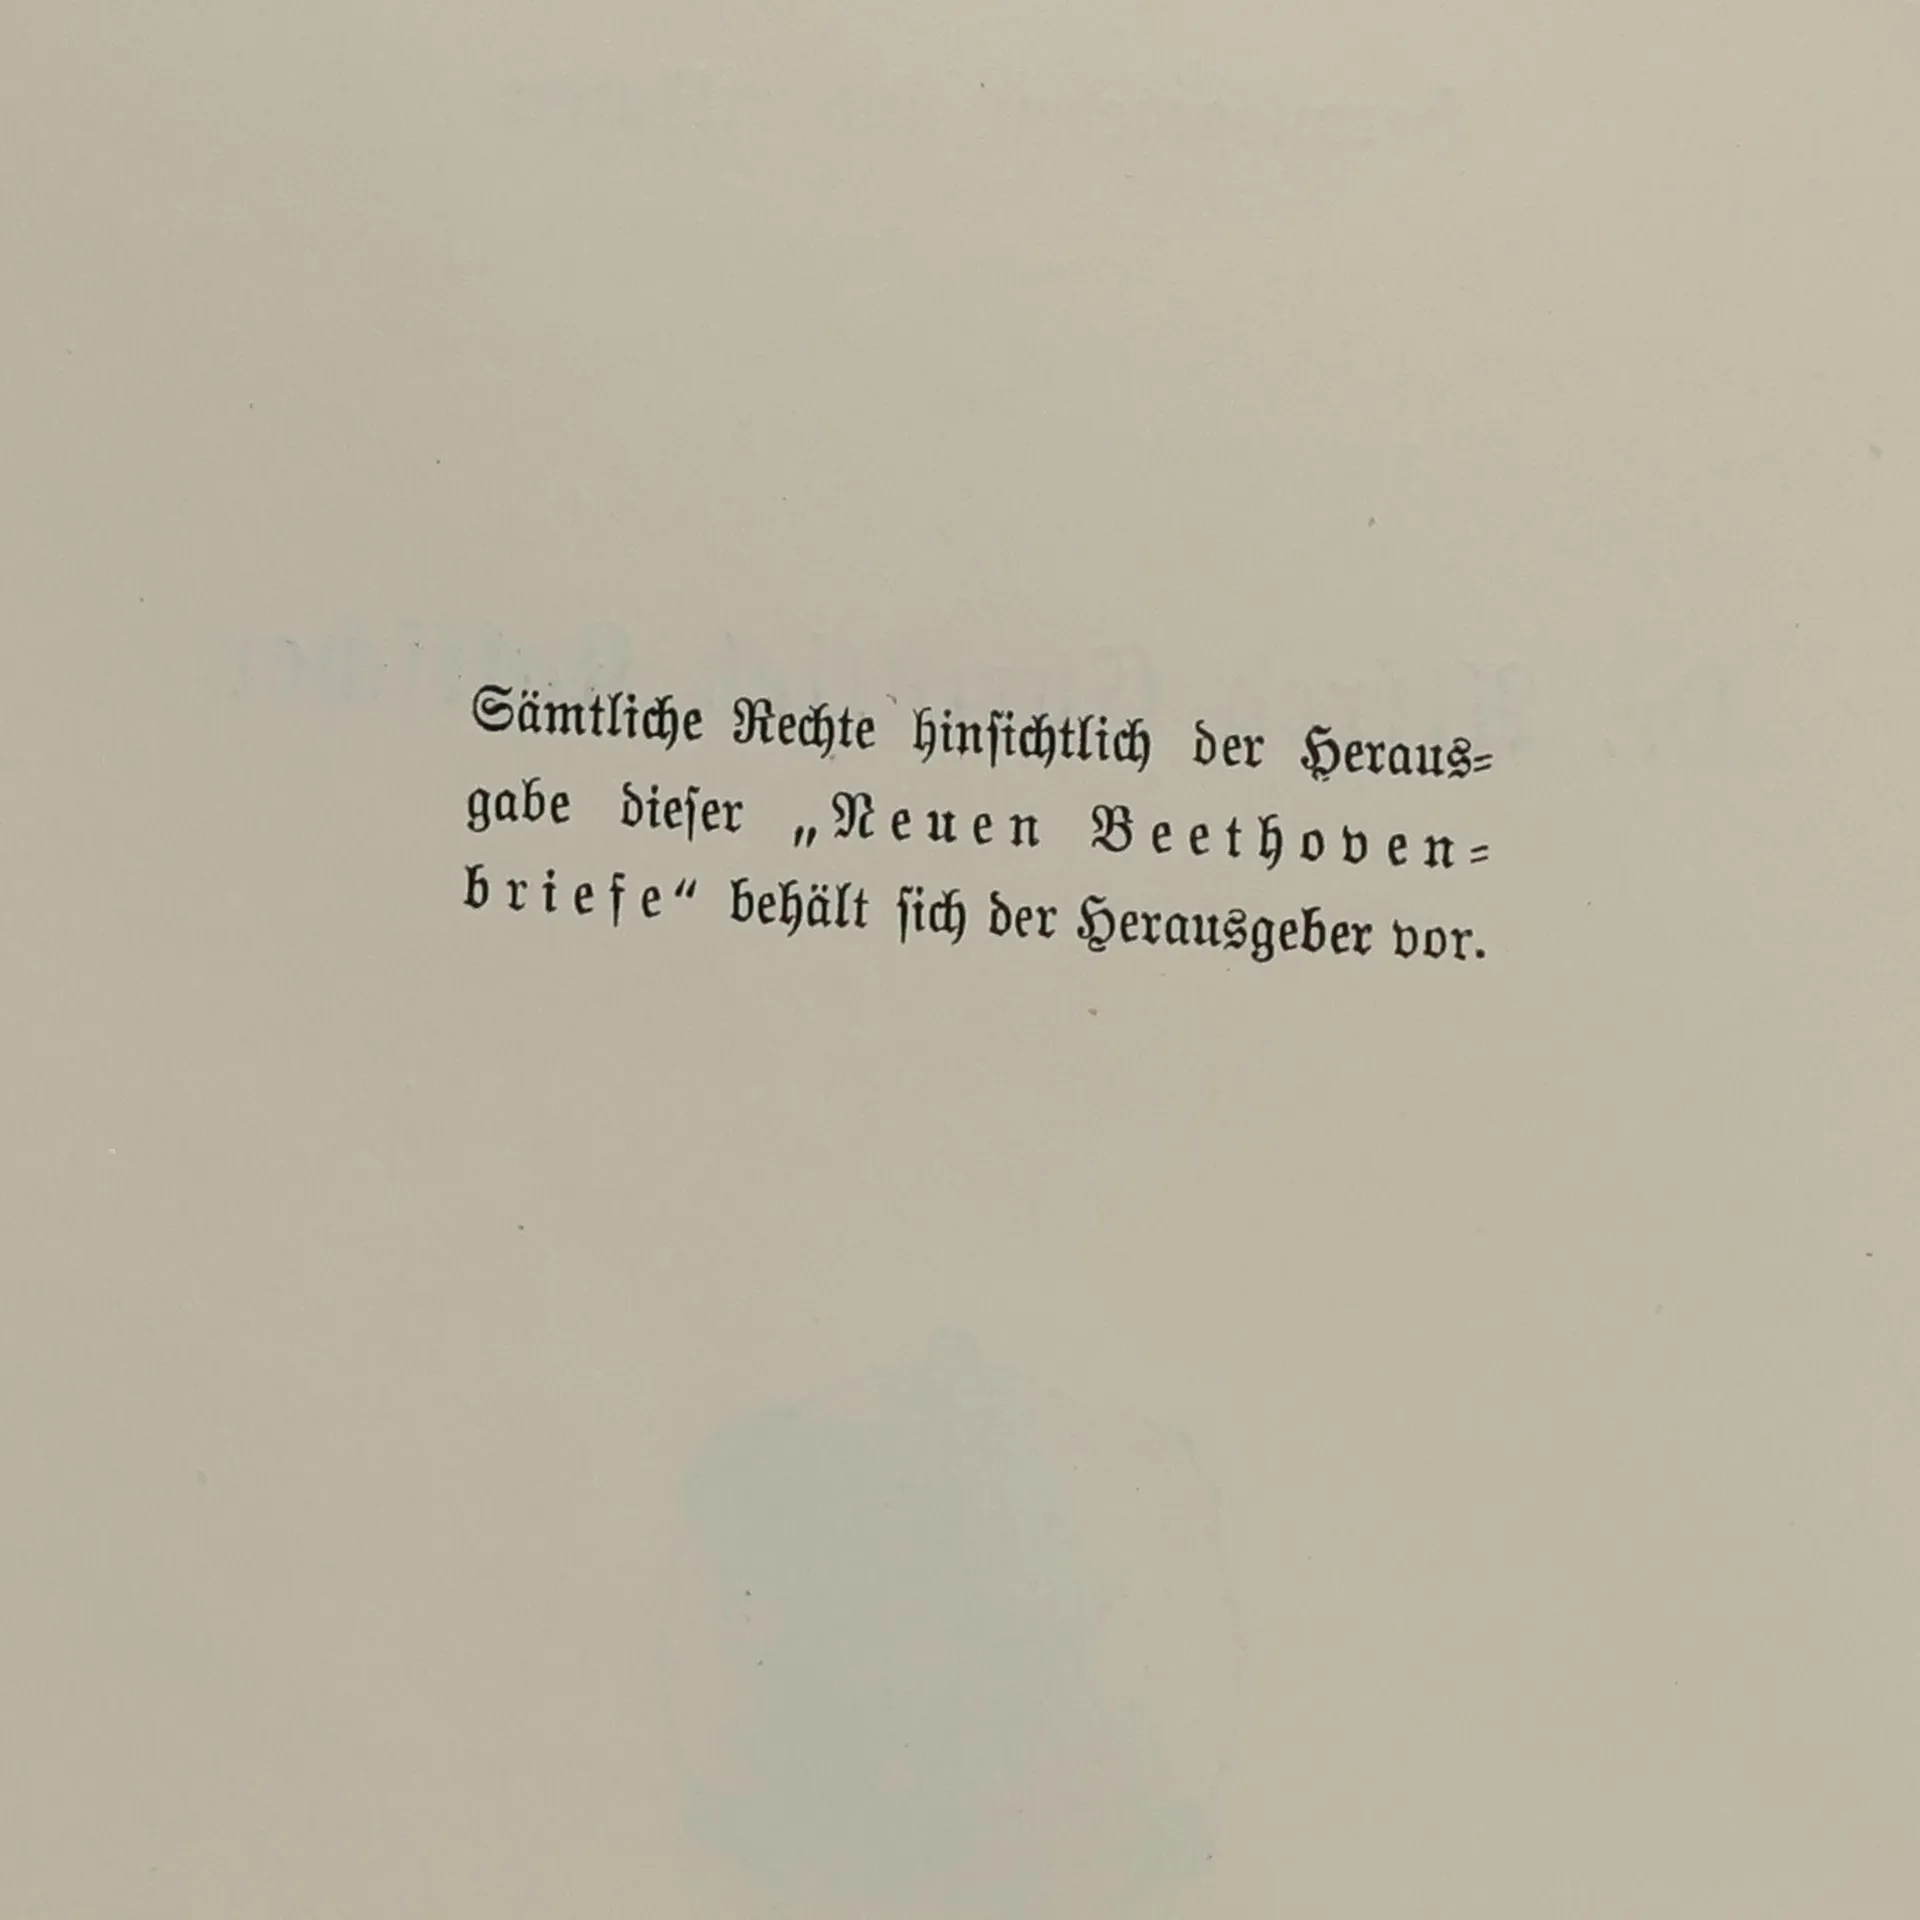 Sämtliche Rechte hinſichtlich der Heraus⸗
gabe dieſer „Neuen Beethoven⸗
briefe“ behält ſich der Herausgeber vor.